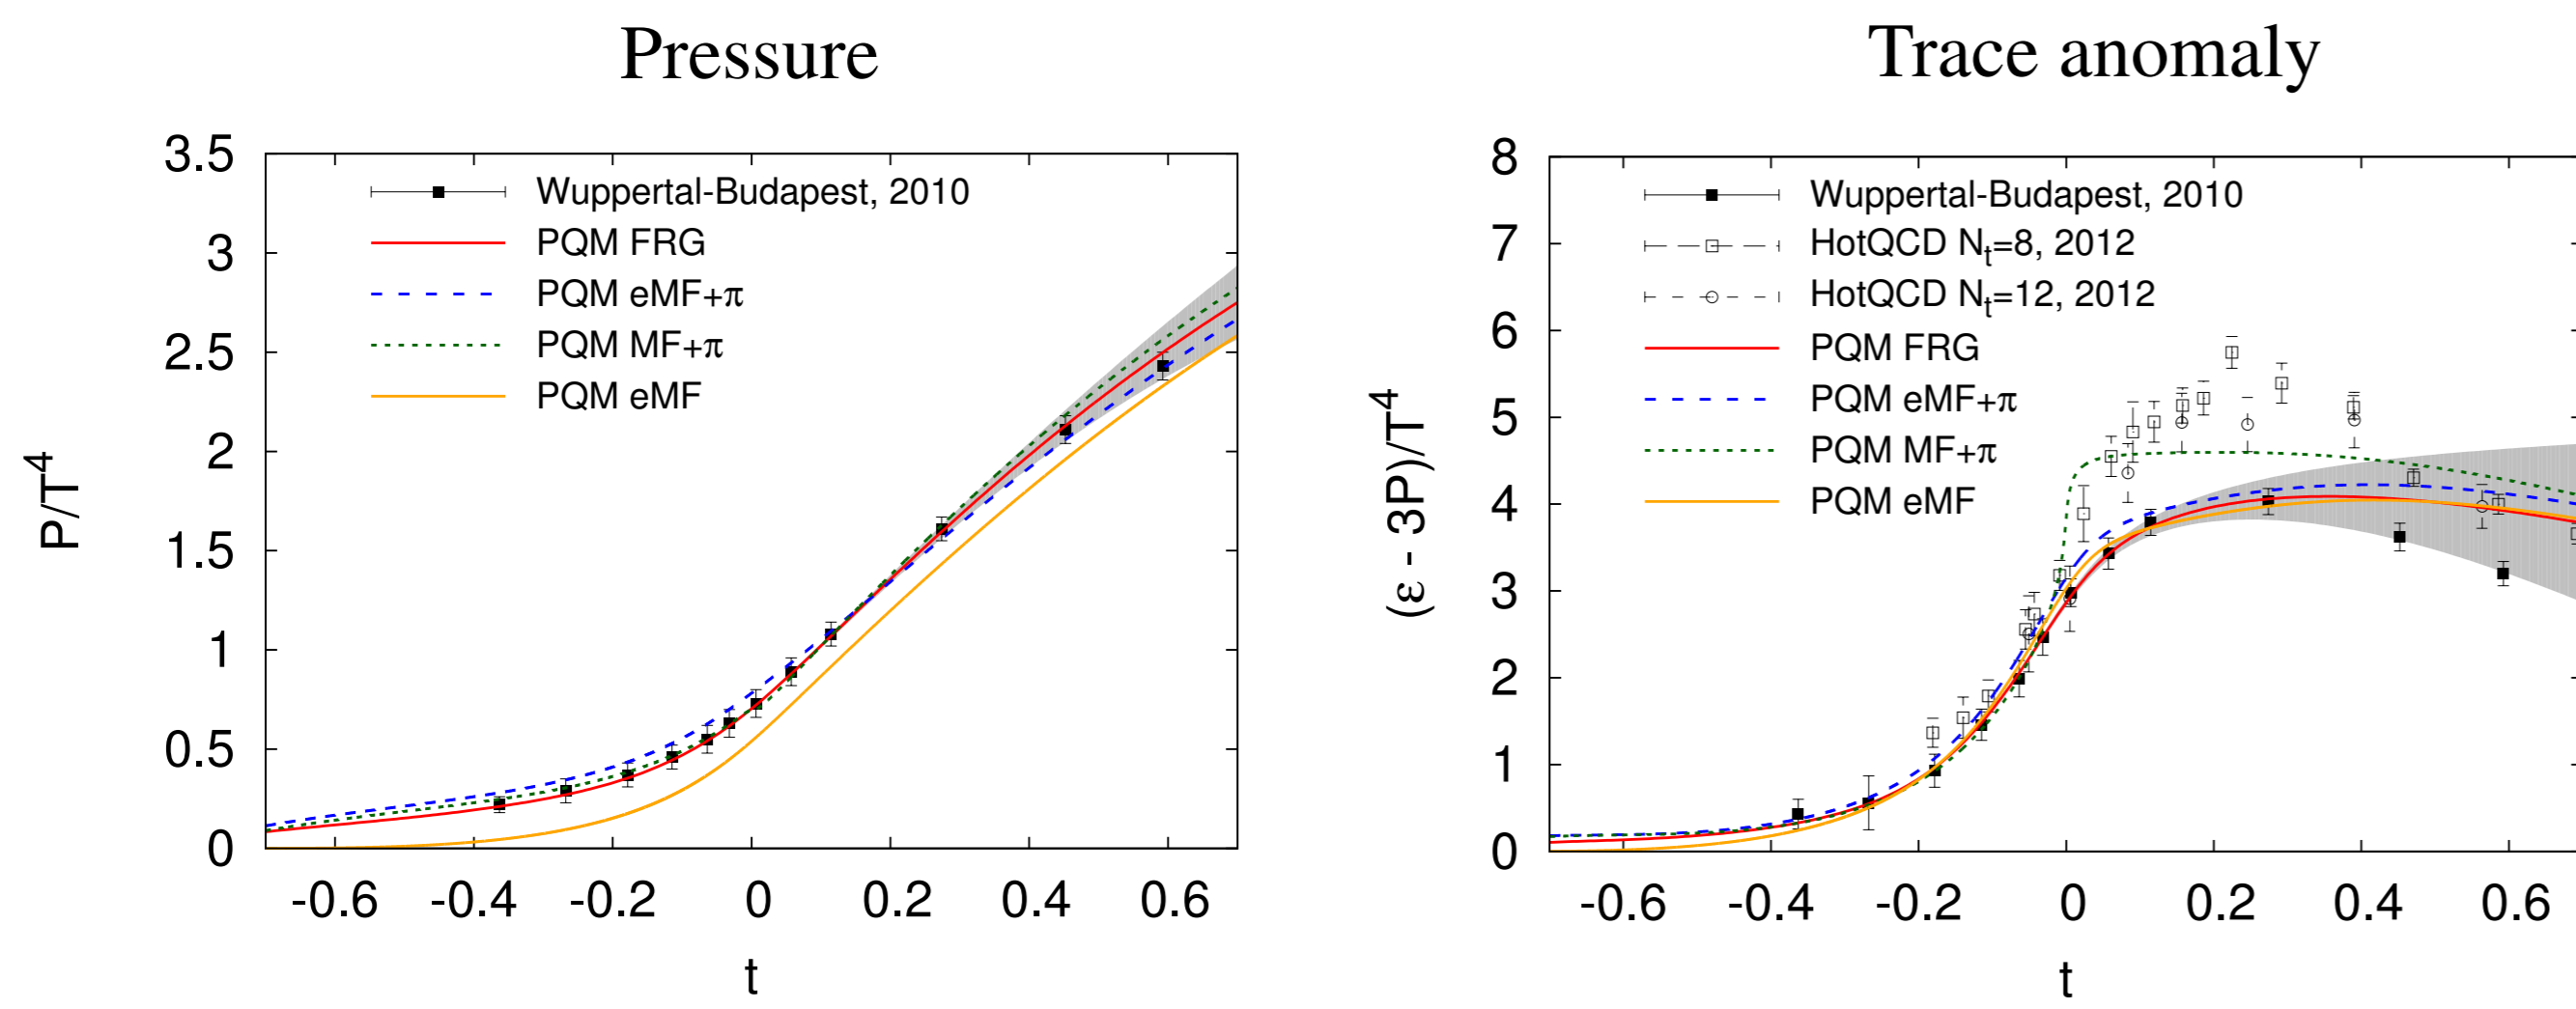 Pressure
3.5
3
2.5
2
1.5
1
0.5
0
P/T⁴
Wuppertal-Budapest, 2010
PQM FRG
PQM eMF+π
PQM MF+π
PQM eMF
-0.6 -0.4 -0.2 0 0.2 0.4 0.6
t
Trace anomaly
8
7
6
5
4
3
2
1
0
(ε - 3P)/T⁴
Wuppertal-Budapest, 2010
HotQCD Nₜ=8, 2012
HotQCD Nₜ=12, 2012
PQM FRG
PQM eMF+π
PQM MF+π
PQM eMF
-0.6 -0.4 -0.2 0 0.2 0.4 0.6
t